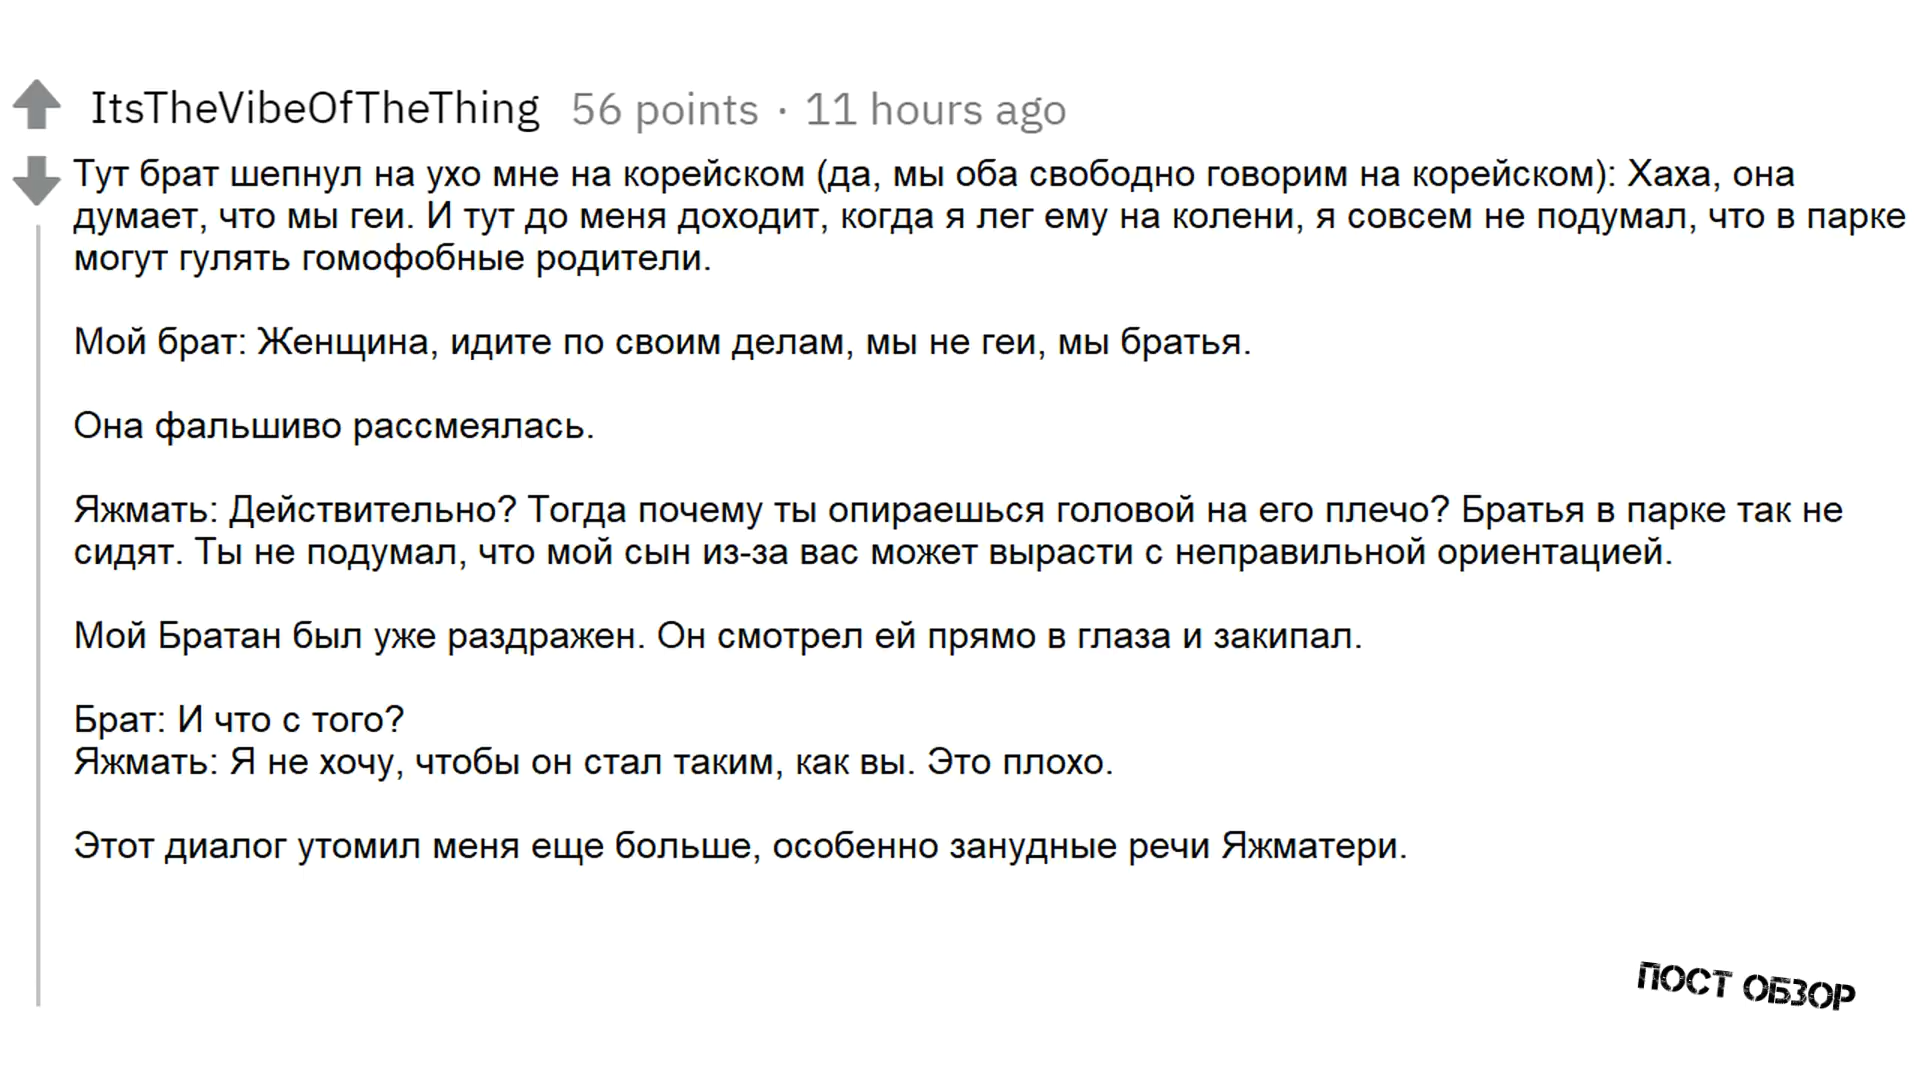 ItsTheVibeOfTheThing 56 points · 11 hours ago
Тут брат шепнул на ухо мне на корейском (да, мы оба свободно говорим на корейском): Хаха, она
думает, что мы геи. И тут до меня доходит, когда я лег ему на колени, я совсем не подумал, что в парке
могут гулять гомофобные родители.
Мой брат: Женщина, идите по своим делам, мы не геи, мы братья.
Она фальшиво рассмеялась.
Яжмать: Действительно? Тогда почему ты опираешься головой на его плечо? Братья в парке так не
сидят. Ты не подумал, что мой сын из-за вас может вырасти с неправильной ориентацией.
Мой Братан был уже раздражен. Он смотрел ей прямо в глаза и закипал.
Брат: И что с того?
Яжмать: Я не хочу, чтобы он стал таким, как вы. Это плохо.
Этот диалог утомил меня еще больше, особенно занудные речи Яжматери.
ПОСТ ОБЗОР